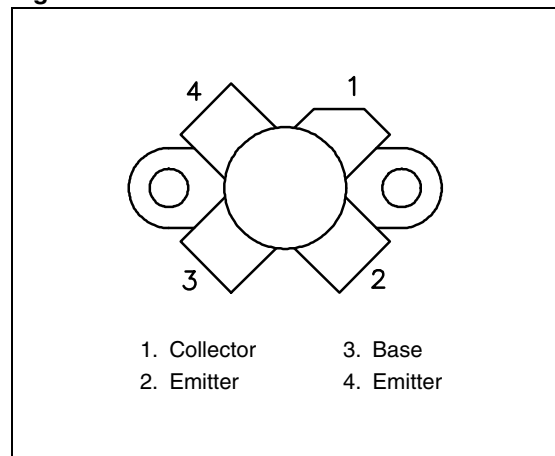 4
1
3
2
1. Collector
3. Base
2. Emitter
4. Emitter